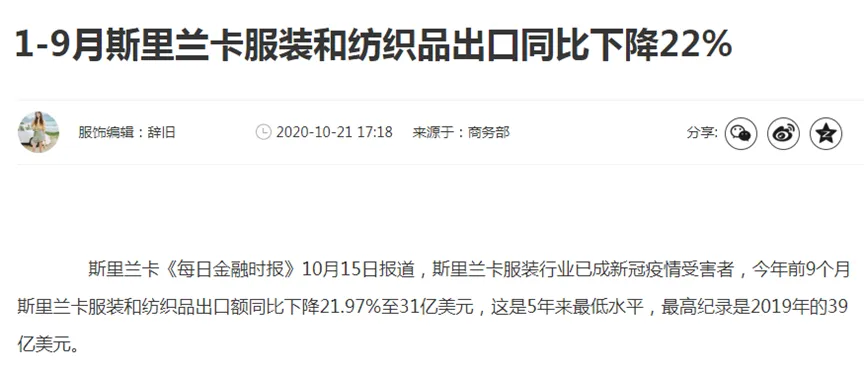 1-9月斯里兰卡服装和纺织品出口同比下降22%
服饰编辑：辞旧 2020-10-21 17:18 来源于：商务部 分享:
斯里兰卡《每日金融时报》10月15日报道，斯里兰卡服装行业已成新冠疫情受害者，今年前9个月
斯里兰卡服装和纺织品出口额同比下降21.97%至31亿美元，这是5年来最低水平，最高纪录是2019年的39
亿美元。